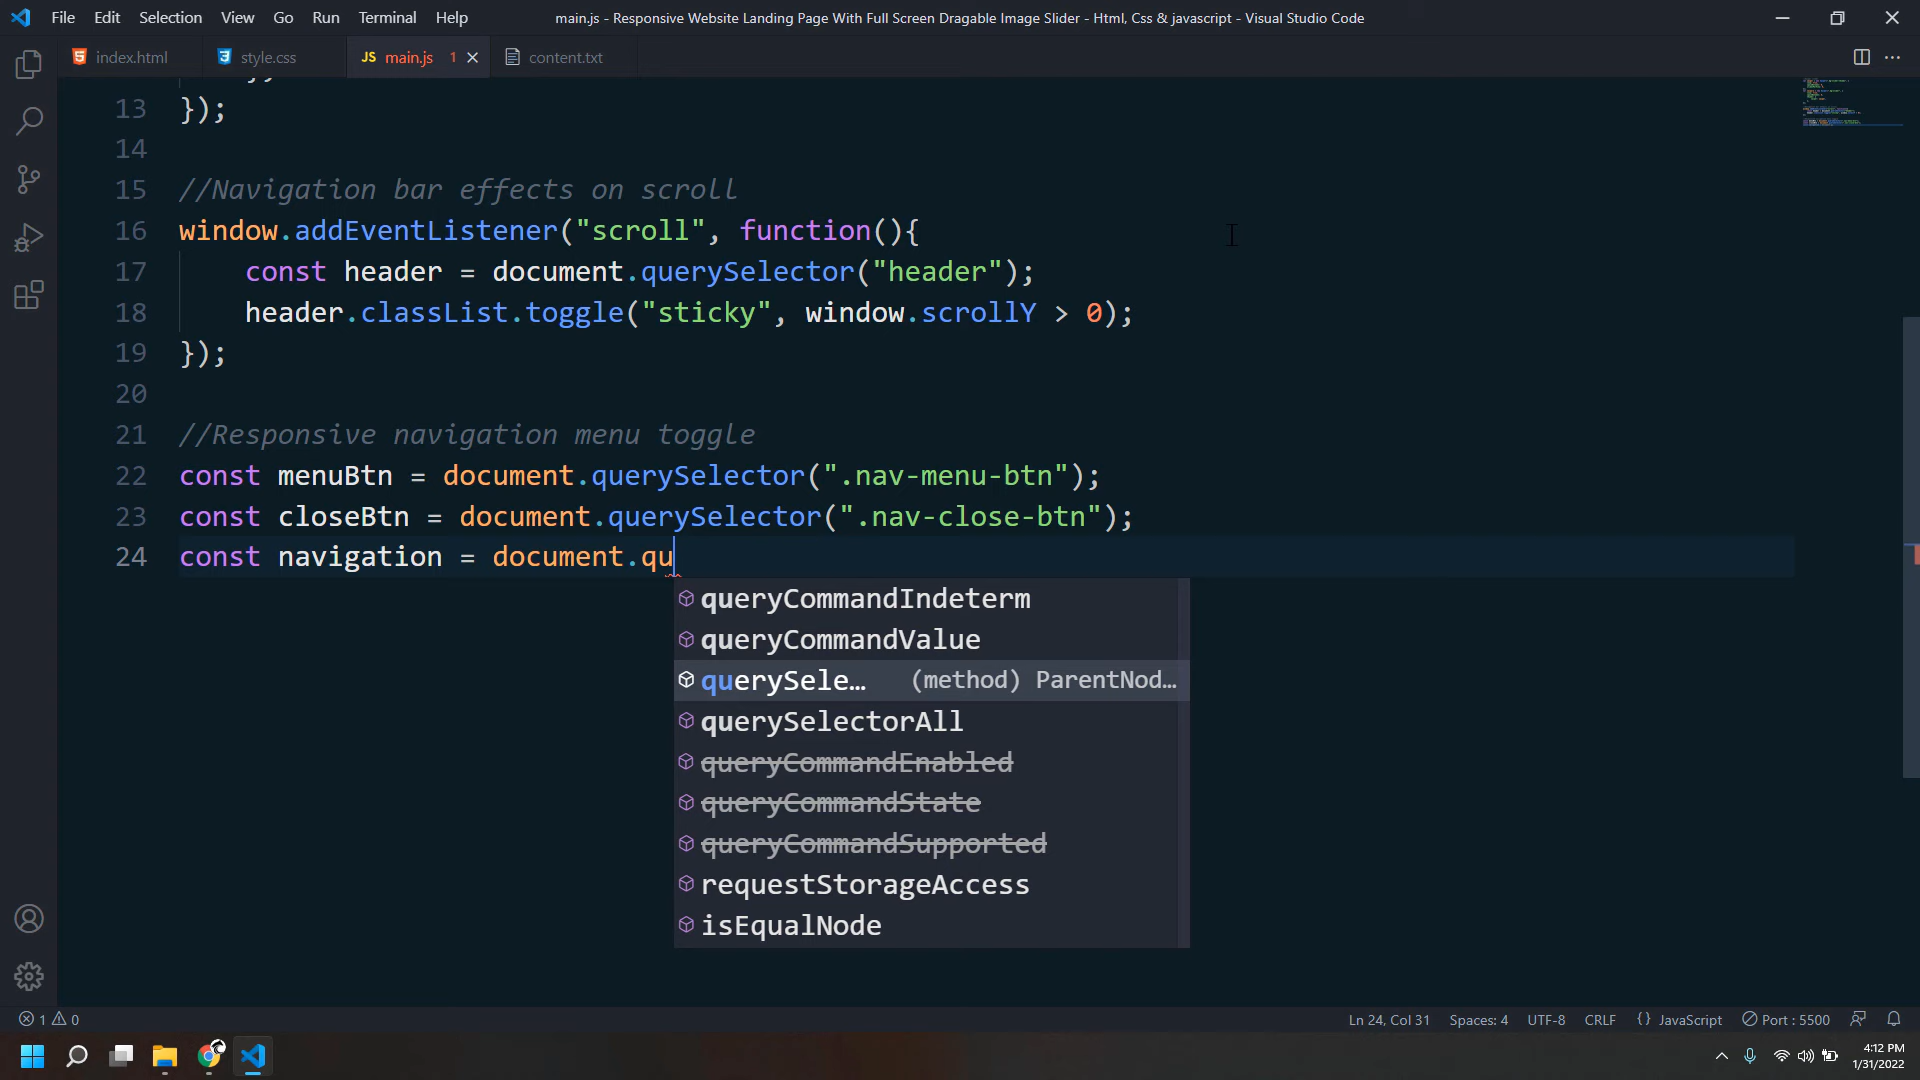 File Edit Selection View Go Run Terminal Help
main.js - Responsive Website Landing Page With Full Screen Dragable Image Slider - Html, Css & javascript - Visual Studio Code
index.html
style.css
JS main.js 1
content.txt
13 });
14
15 //Navigation bar effects on scroll
16 window.addEventListener("scroll", function(){
17 const header = document.querySelector("header");
18 header.classList.toggle("sticky", window.scrollY > 0);
19 });
20
21 //Responsive navigation menu toggle
22 const menuBtn = document.querySelector(".nav-menu-btn");
23 const closeBtn = document.querySelector(".nav-close-btn");
24 const navigation = document.qu
queryCommandIndeterm
queryCommandValue
querySele… (method) ParentNod…
querySelectorAll
queryCommandEnabled
queryCommandState
queryCommandSupported
requestStorageAccess
isEqualNode
1 0
Ln 24, Col 31 Spaces: 4 UTF-8 CRLF {} JavaScript Port : 5500
4:12 PM
1/31/2022